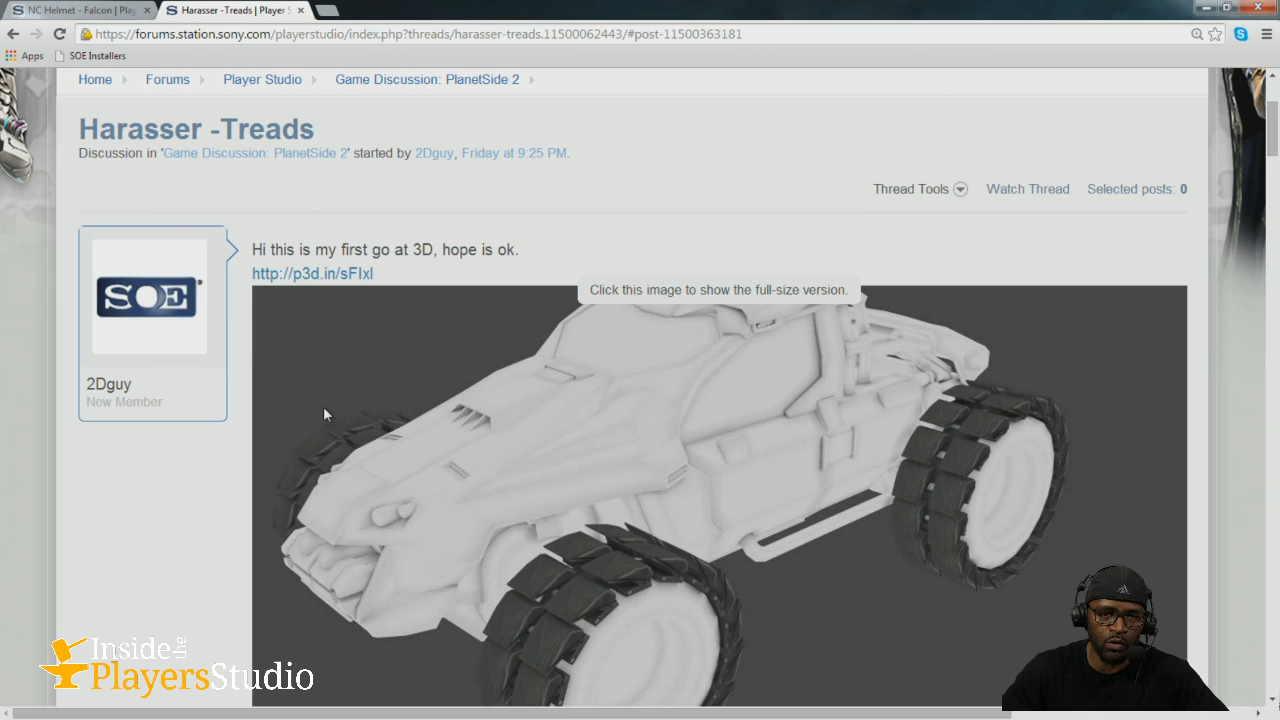 NC Helmet - Falcon | Play
Harasser -Treads | Player S
https://forums.station.sony.com/playerstudio/index.php?threads/harasser-treads.11500062443/#post-11500363181
Apps
SOE Installers
Home
Forums
Player Studio
Game Discussion: PlanetSide 2
Harasser -Treads
Discussion in 'Game Discussion: PlanetSide 2' started by 2Dguy, Friday at 9:25 PM.
Thread Tools
Watch Thread
Selected posts: 0
SOE
2Dguy
New Member
Hi this is my first go at 3D, hope is ok.
http://p3d.in/sFIxl
Click this image to show the full-size version.
Inside the
PlayersStudio